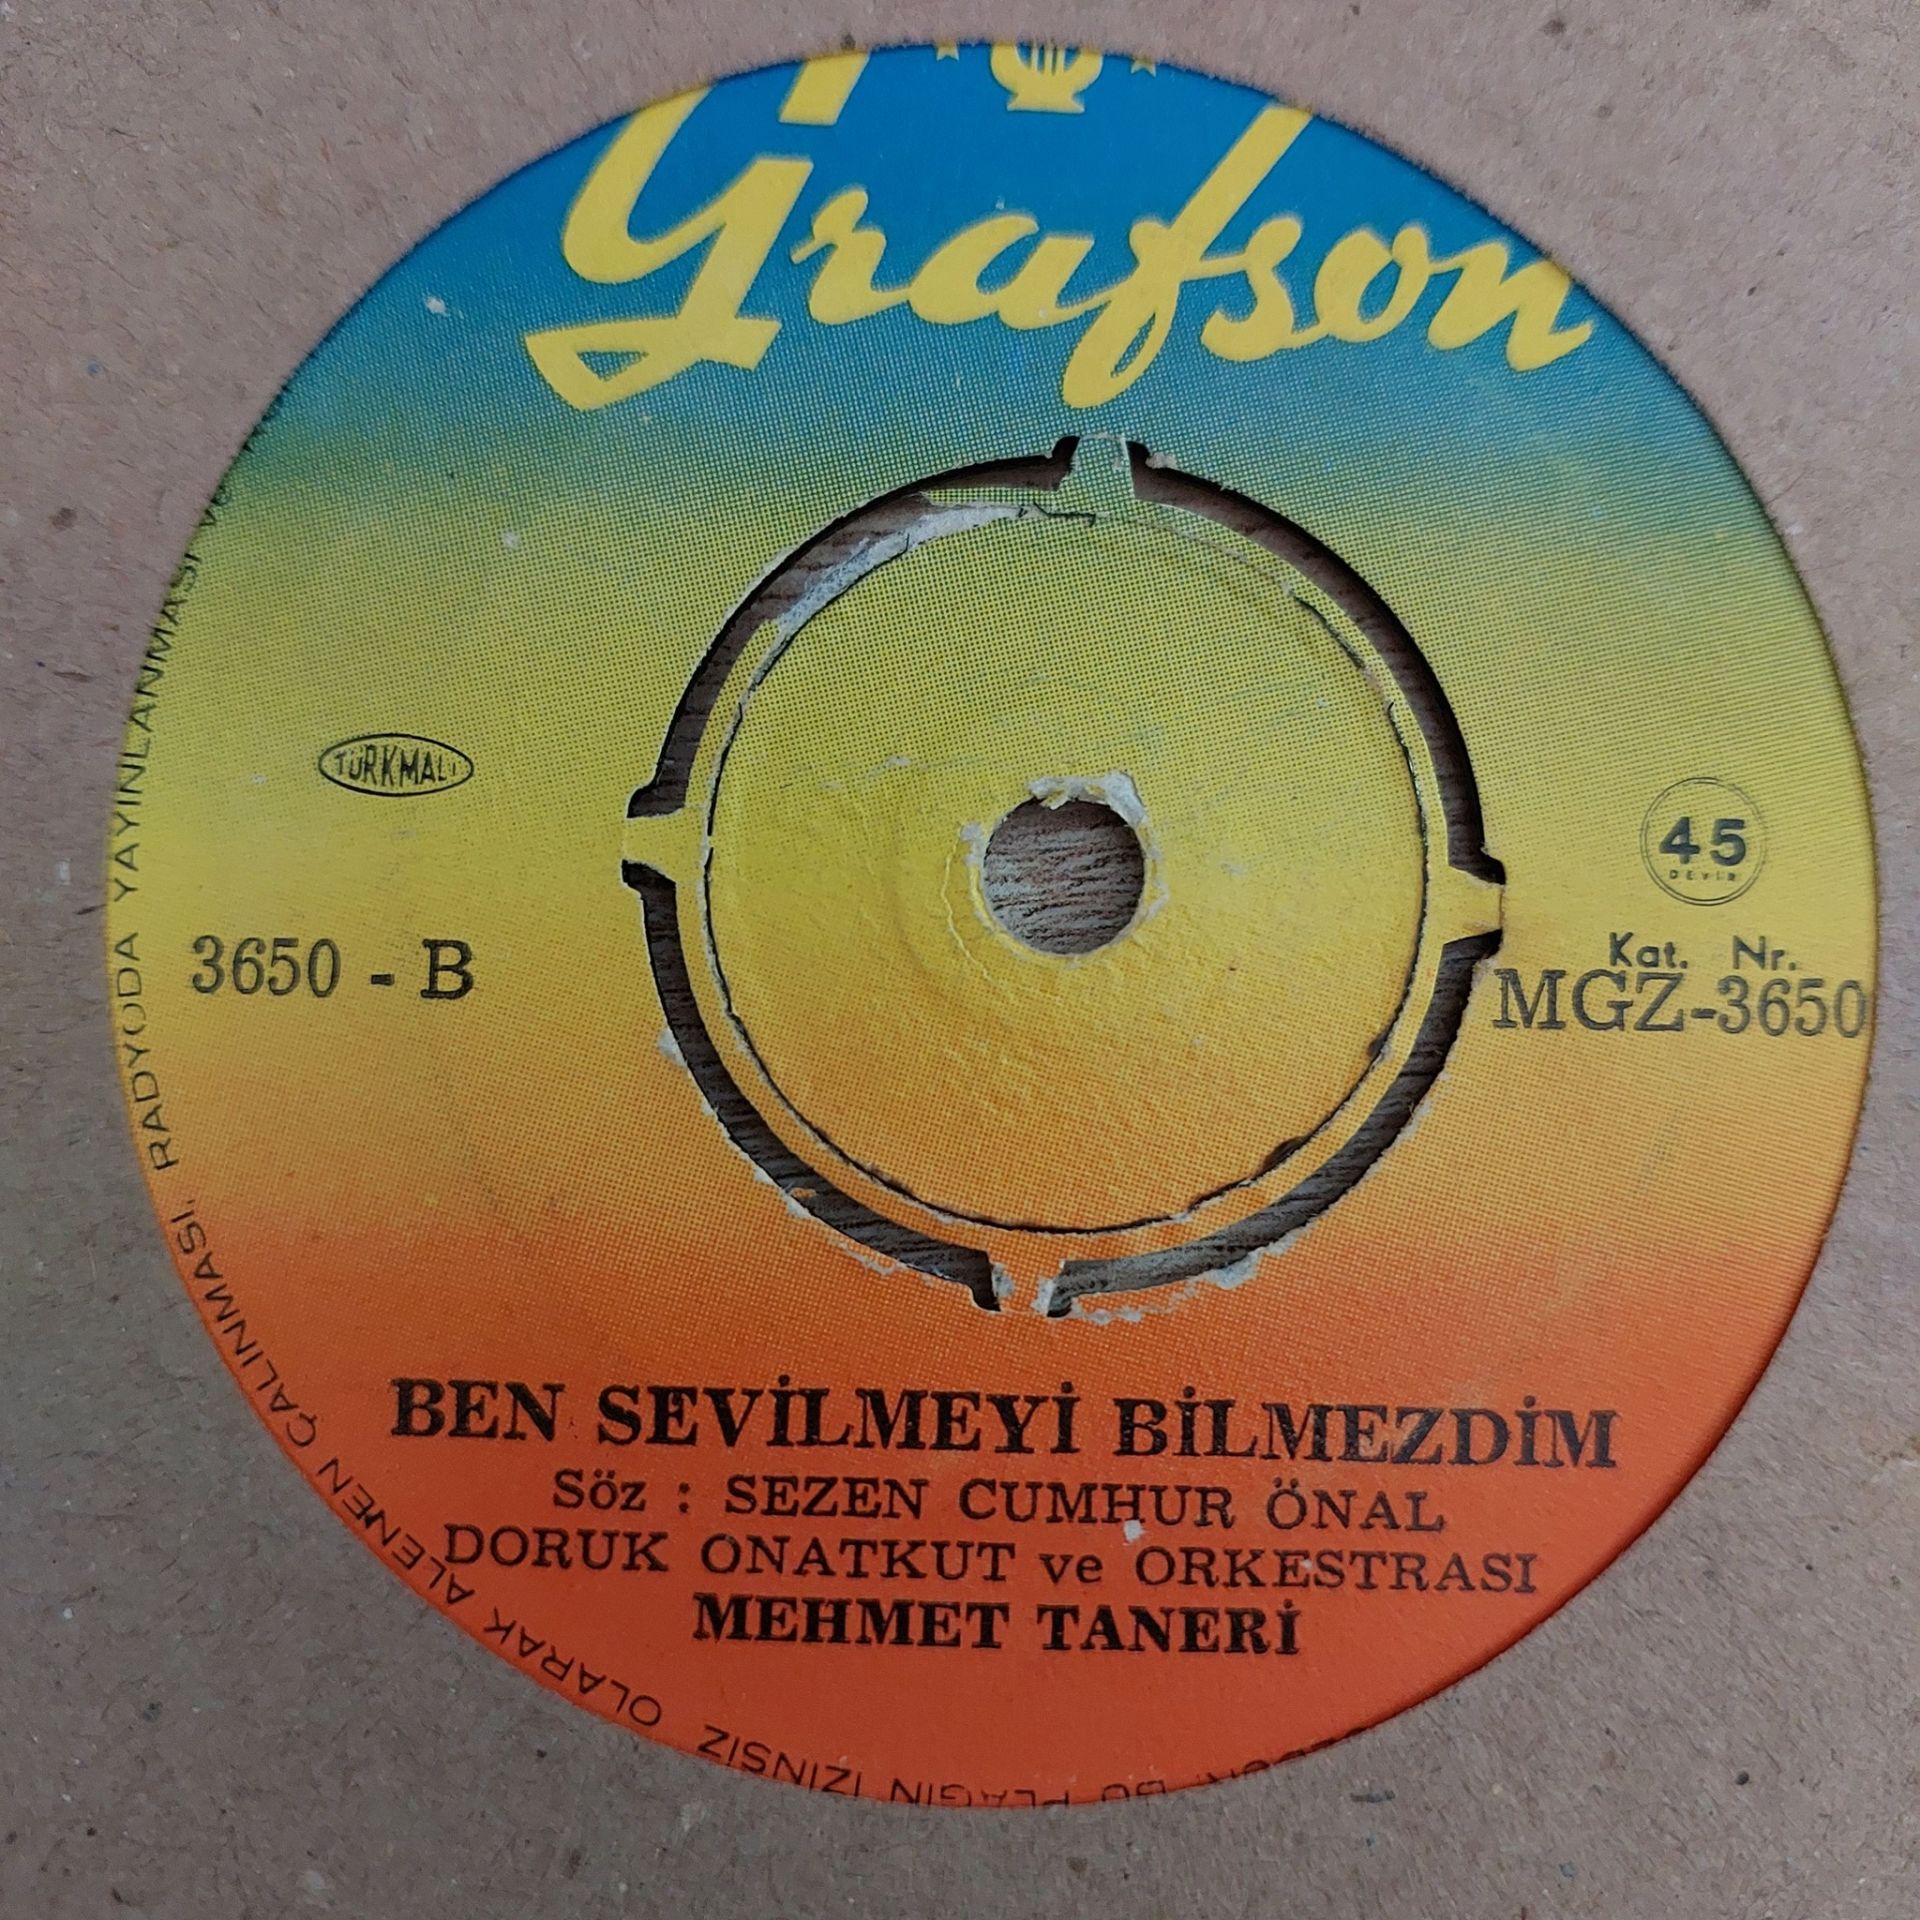 Grafson
TÜRKMALI
45
DEVİR
3650 - B
Kat. Nr.
MGZ-3650
BEN SEVİLMEYİ BİLMEZDİM
Söz : SEZEN CUMHUR ÖNAL
DORUK ONATKUT ve ORKESTRASI
MEHMET TANERİ
BU PLAĞIN İZİNSİZ OLARAK ALENEN ÇALINMASI, RADYODA YAYINLANMASI